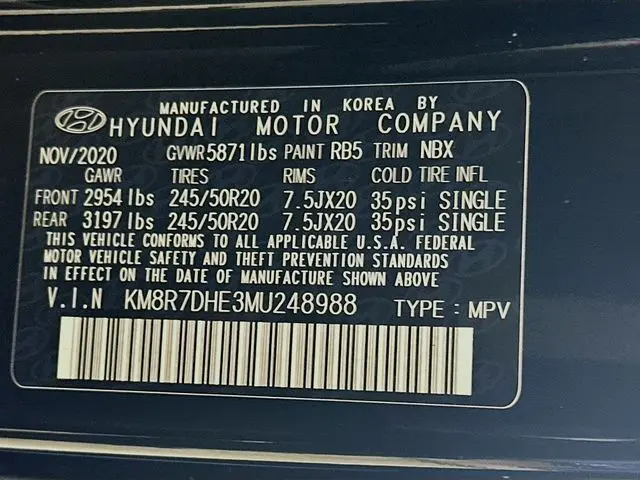 MANUFACTURED IN KOREA BY
HYUNDAI MOTOR COMPANY
NOV/2020 GVWR 5871lbs PAINT RB5 TRIM NBX
GAWR TIRES RIMS COLD TIRE INFL
FRONT 2954 lbs 245/50R20 7.5JX20 35psi SINGLE
REAR 3197 lbs 245/50R20 7.5JX20 35psi SINGLE
THIS VEHICLE CONFORMS TO ALL APPLICABLE U.S.A. FEDERAL
MOTOR VEHICLE SAFETY AND THEFT PREVENTION STANDARDS
IN EFFECT ON THE DATE OF MANUFACTURE SHOWN ABOVE
V.I.N KM8R7DHE3MU248988 TYPE : MPV